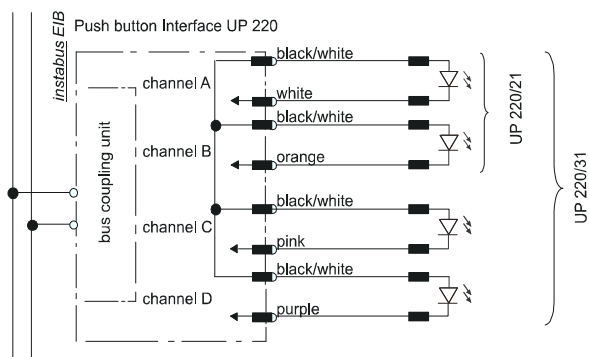 Push button Interface UP 220
instabus EIB
bus coupling unit
channel A
black/white
white
channel B
black/white
orange
channel C
black/white
pink
channel D
black/white
purple
UP 220/21
UP 220/31